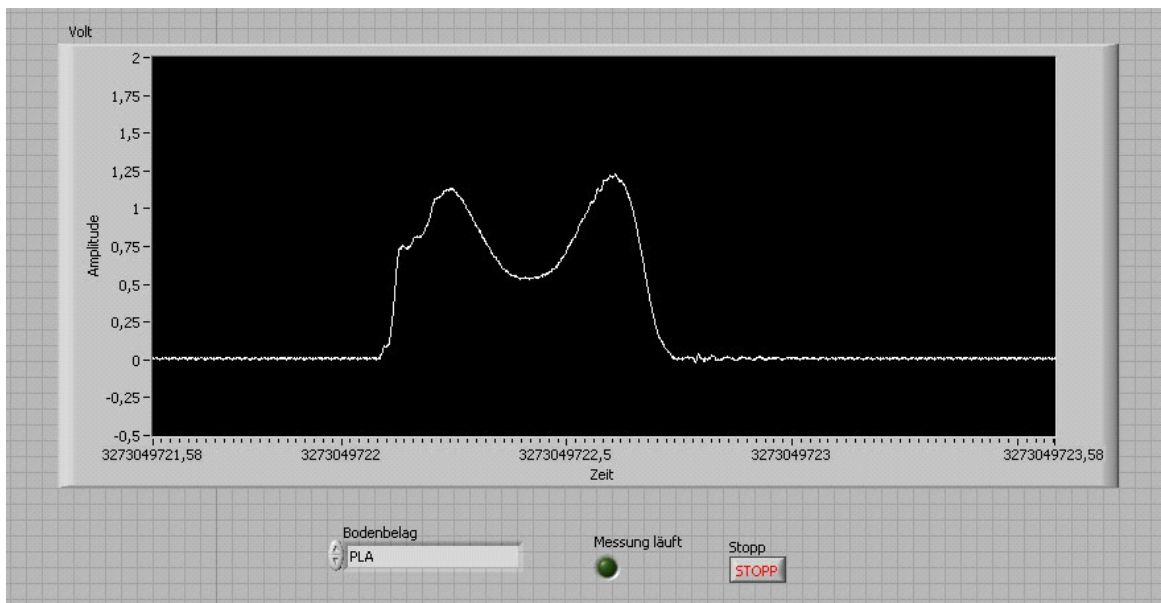 Volt
2
1,75
1,5
1,25
1
0,75
0,5
0,25
0
-0,25
-0,5
Amplitude
3273049721,58 3273049722 3273049722,5 3273049723 3273049723,58
Zeit
Bodenbelag
PLA
Messung läuft
Stopp
STOPP